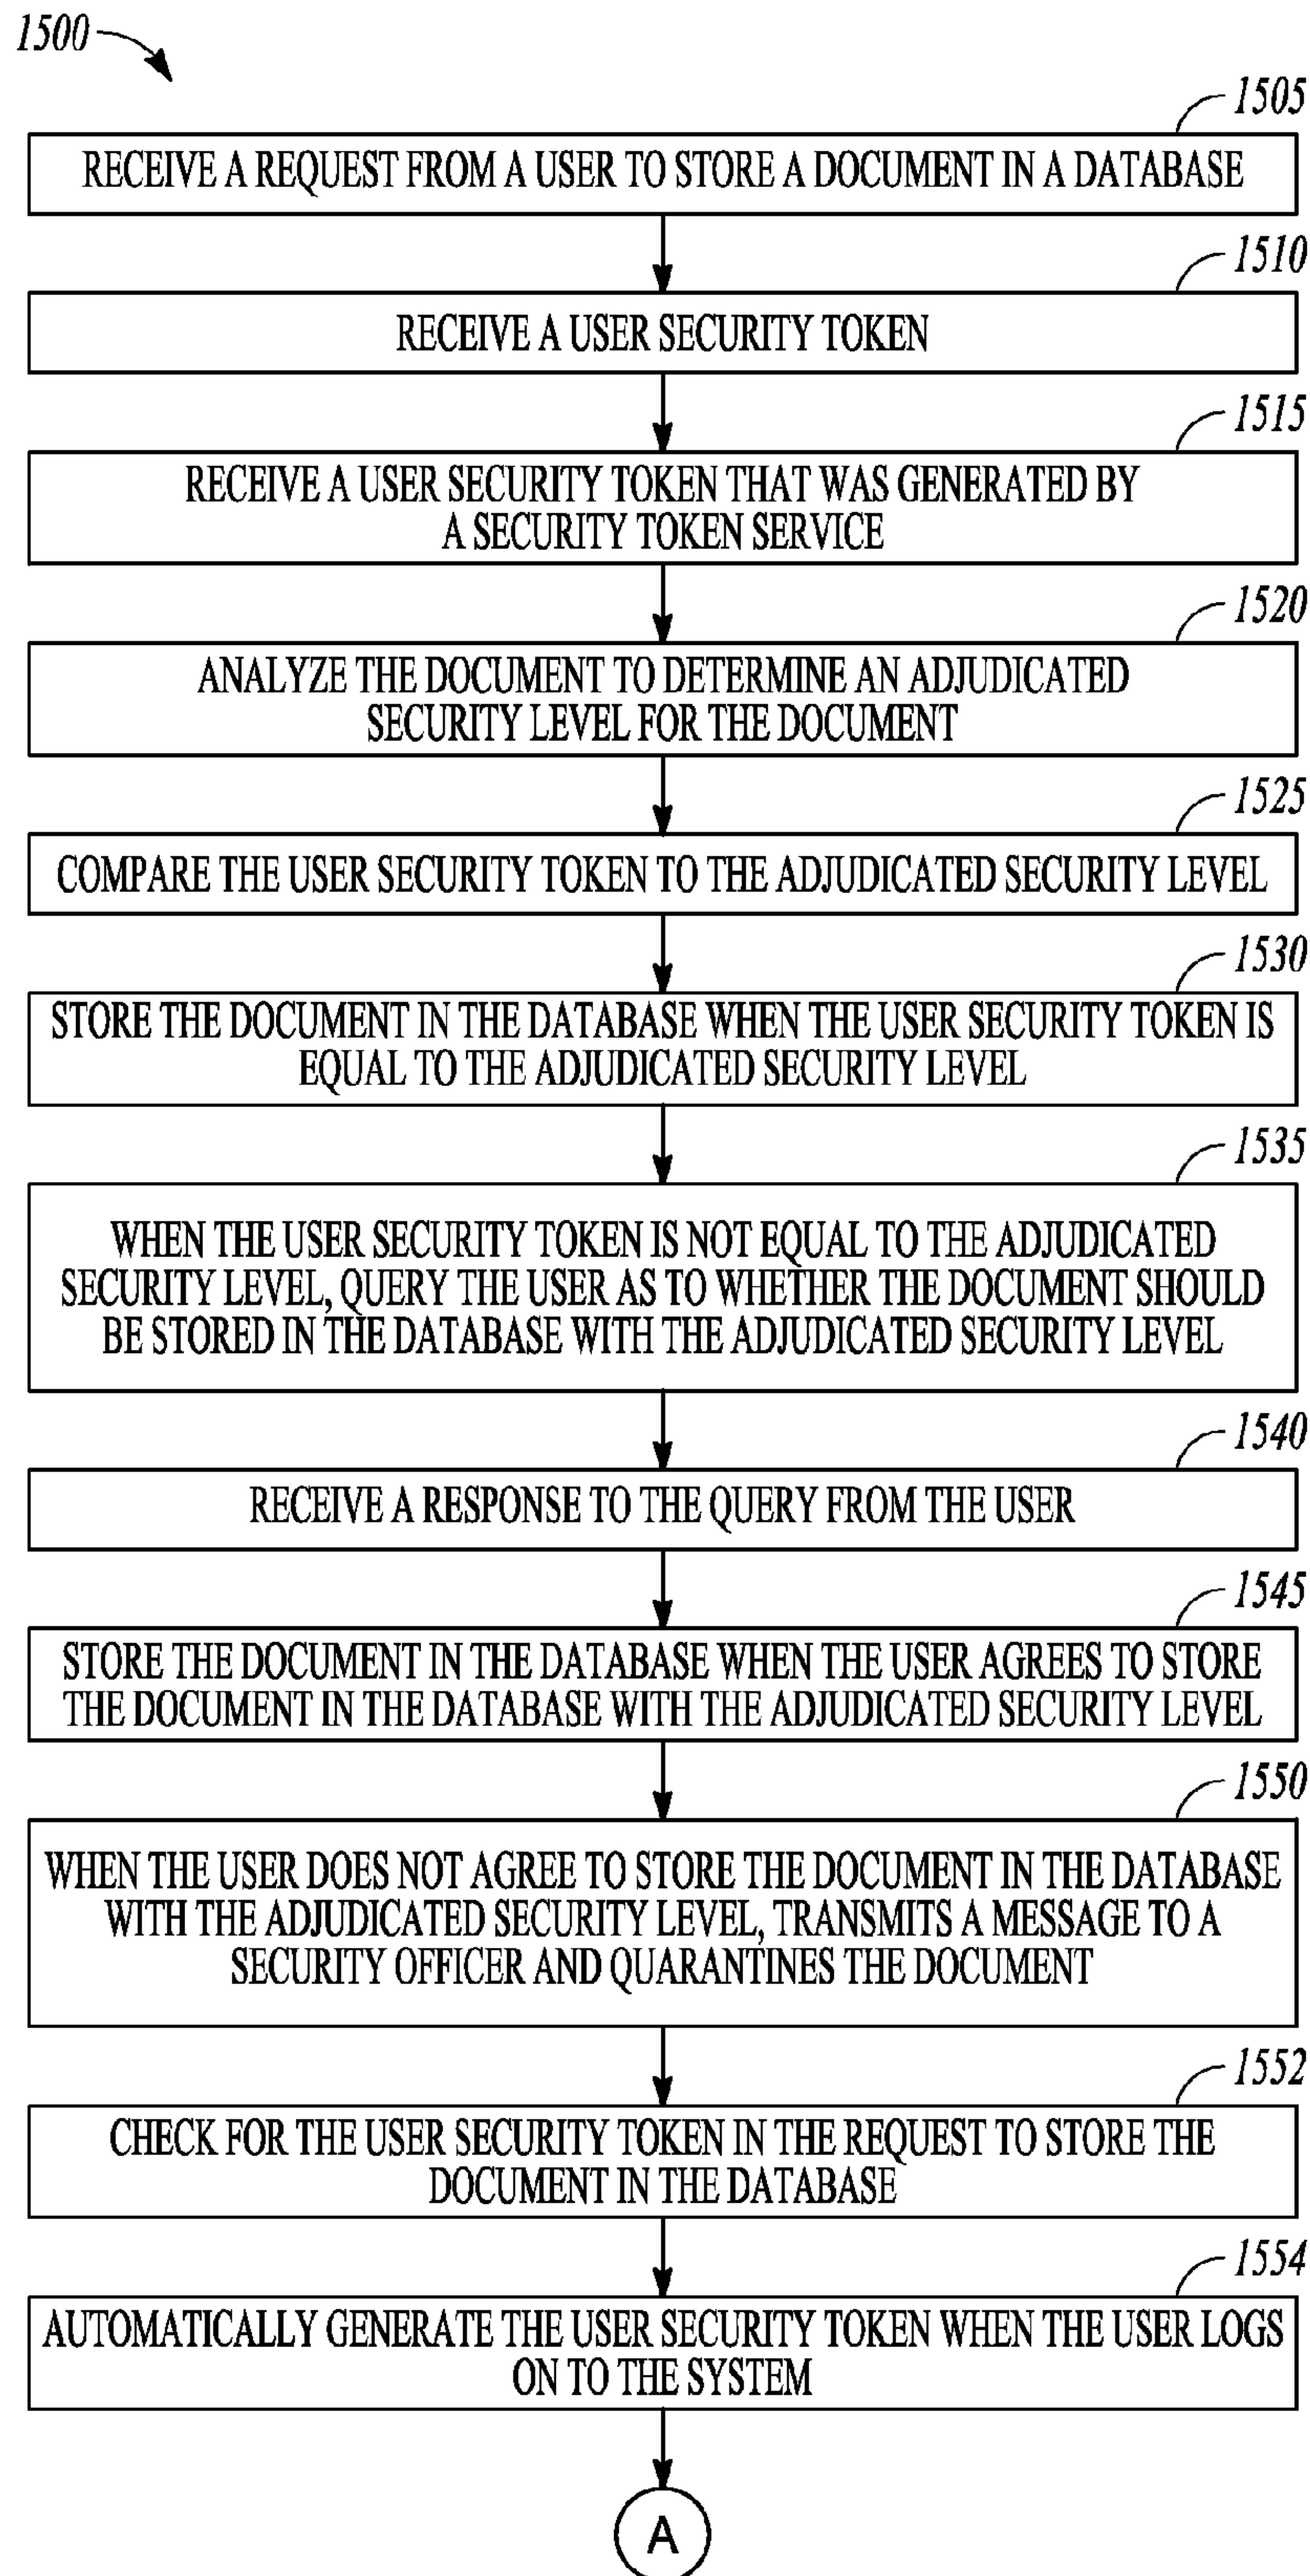 1500
1505
RECEIVE A REQUEST FROM A USER TO STORE A DOCUMENT IN A DATABASE
1510
RECEIVE A USER SECURITY TOKEN
1515
RECEIVE A USER SECURITY TOKEN THAT WAS GENERATED BY
A SECURITY TOKEN SERVICE
1520
ANALYZE THE DOCUMENT TO DETERMINE AN ADJUDICATED
SECURITY LEVEL FOR THE DOCUMENT
1525
COMPARE THE USER SECURITY TOKEN TO THE ADJUDICATED SECURITY LEVEL
1530
STORE THE DOCUMENT IN THE DATABASE WHEN THE USER SECURITY TOKEN IS
EQUAL TO THE ADJUDICATED SECURITY LEVEL
1535
WHEN THE USER SECURITY TOKEN IS NOT EQUAL TO THE ADJUDICATED
SECURITY LEVEL, QUERY THE USER AS TO WHETHER THE DOCUMENT SHOULD
BE STORED IN THE DATABASE WITH THE ADJUDICATED SECURITY LEVEL
1540
RECEIVE A RESPONSE TO THE QUERY FROM THE USER
1545
STORE THE DOCUMENT IN THE DATABASE WHEN THE USER AGREES TO STORE
THE DOCUMENT IN THE DATABASE WITH THE ADJUDICATED SECURITY LEVEL
1550
WHEN THE USER DOES NOT AGREE TO STORE THE DOCUMENT IN THE DATABASE
WITH THE ADJUDICATED SECURITY LEVEL, TRANSMITS A MESSAGE TO A
SECURITY OFFICER AND QUARANTINES THE DOCUMENT
1552
CHECK FOR THE USER SECURITY TOKEN IN THE REQUEST TO STORE THE
DOCUMENT IN THE DATABASE
1554
AUTOMATICALLY GENERATE THE USER SECURITY TOKEN WHEN THE USER LOGS
ON TO THE SYSTEM
A